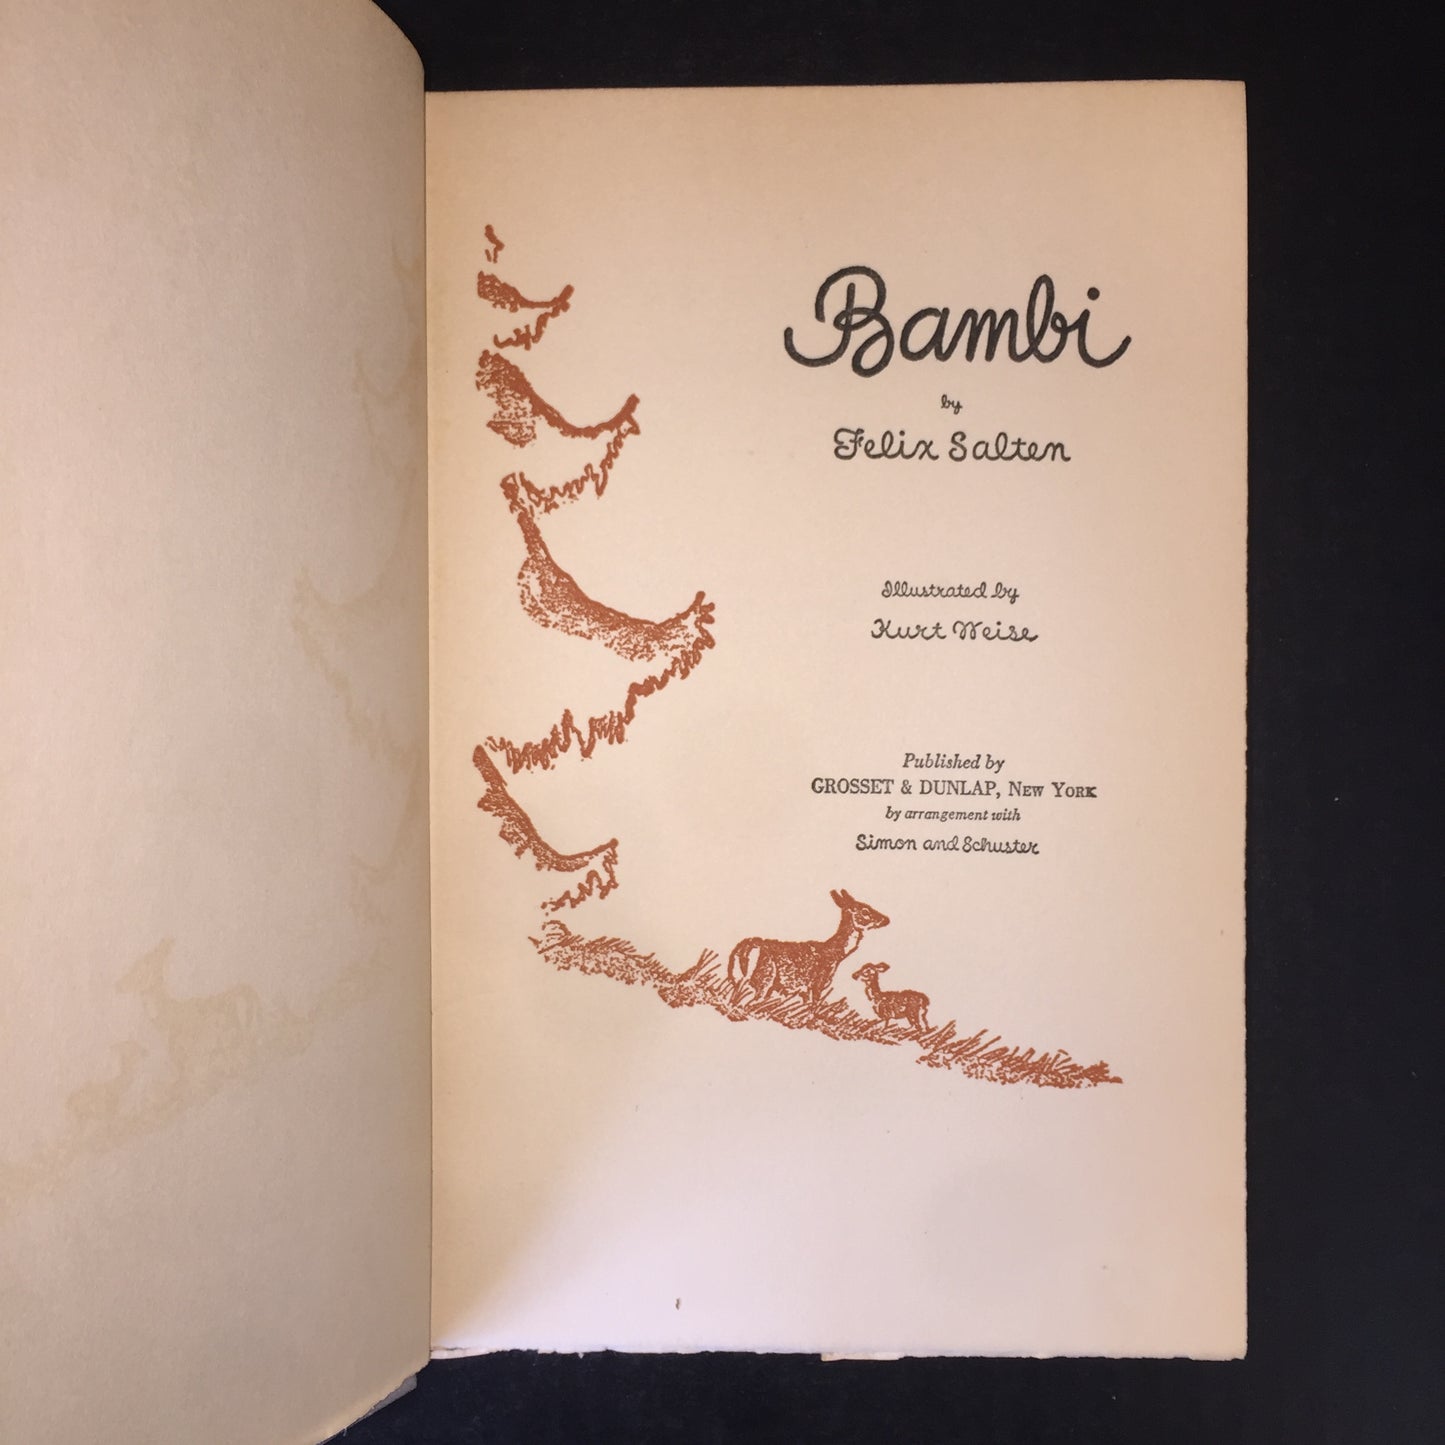 Bambi
by
Felix Salten
Illustrated by
Kurt Weise
Published by
GROSSET & DUNLAP, NEW YORK
by arrangement with
Simon and Schuster